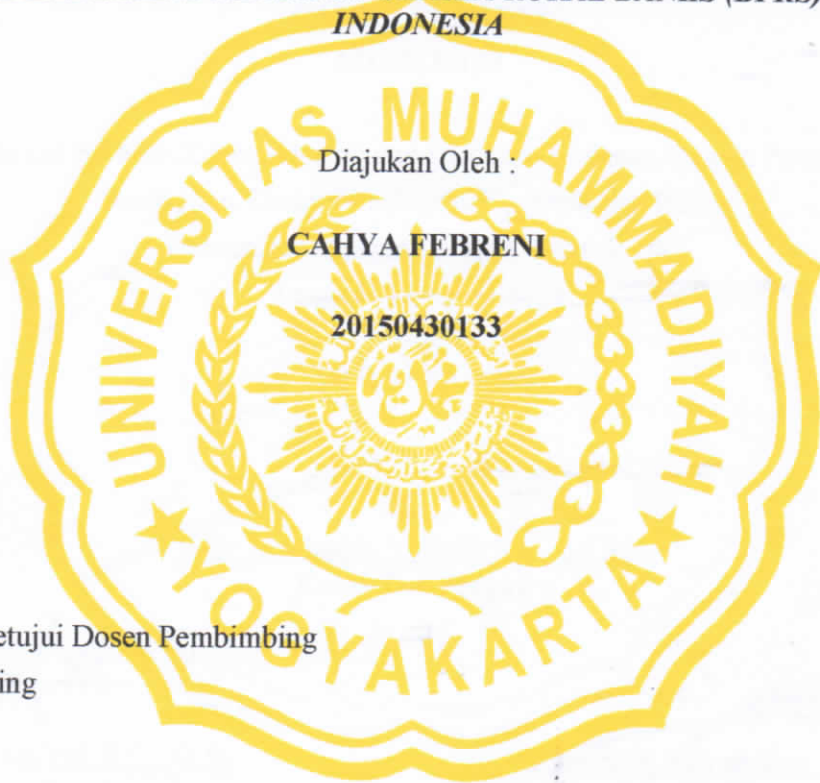 INDONESIA
UNIVERSITAS MUHAMMADIYAH
Diajukan Oleh :
CAHYA FEBRENI
20150430133
★ YOGYAKARTA ★
etujui Dosen Pembimbing
ing